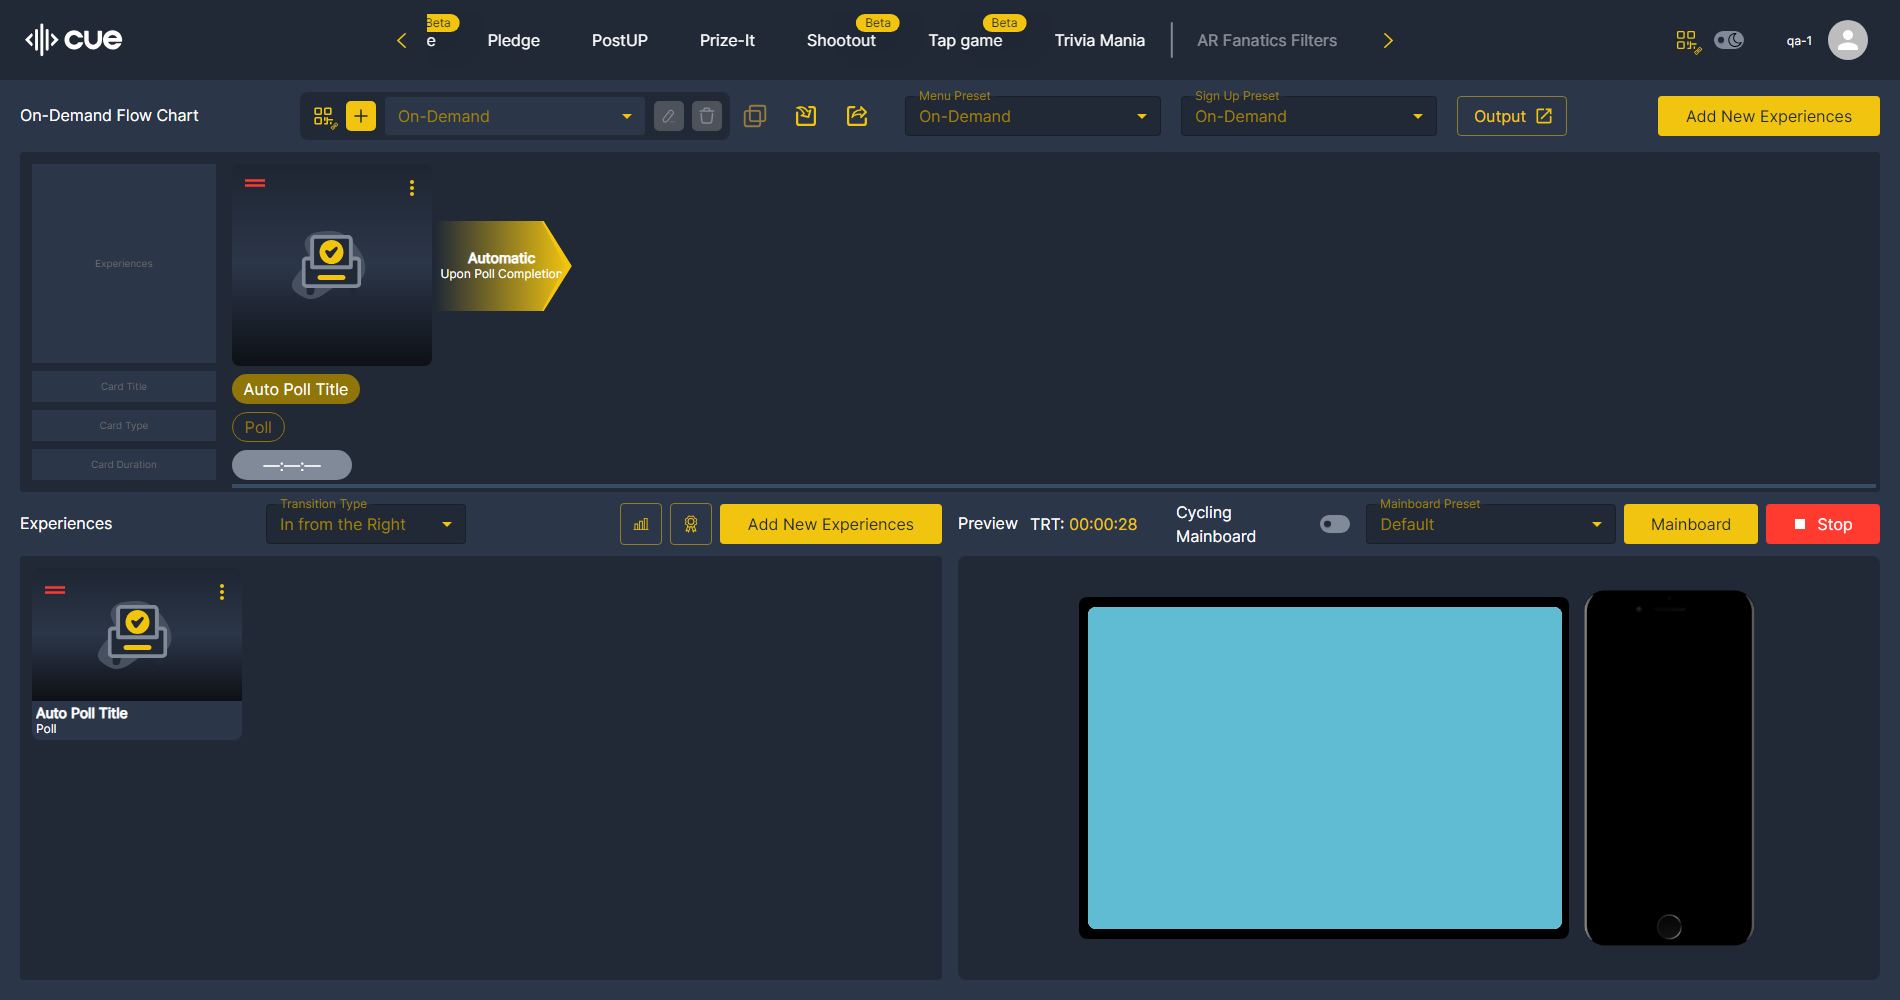 cue
e
Beta
Pledge
PostUP
Prize-It
Shootout
Beta
Tap game
Beta
Trivia Mania
AR Fanatics Filters
qa-1
On-Demand Flow Chart
On-Demand
Menu Preset
On-Demand
Sign Up Preset
On-Demand
Output
Add New Experiences
Experiences
Automatic
Upon Poll Completion
Card Title
Auto Poll Title
Card Type
Poll
Card Duration
—:—:—
Experiences
Transition Type
In from the Right
Add New Experiences
Preview
TRT: 00:00:28
Cycling
Mainboard
Mainboard Preset
Default
Mainboard
Stop
Auto Poll Title
Poll